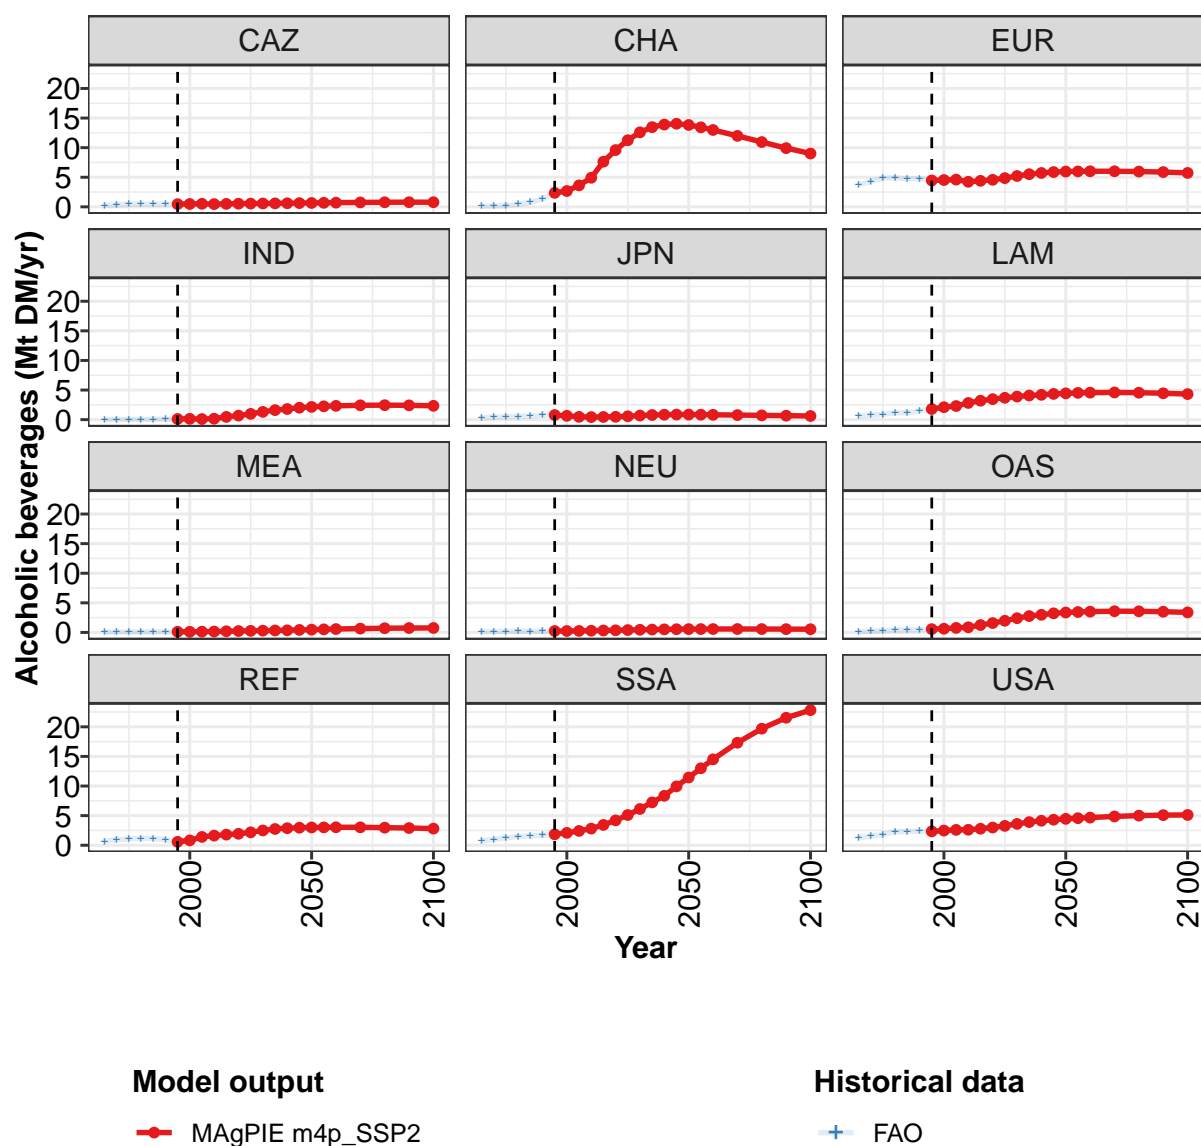 CAZ CHA EUR
20
15
10
5
0
IND JPN LAM
20
15
10
5
0
MEA NEU OAS
20
15
10
5
0
REF SSA USA
20
15
10
5
0
Alcoholic beverages (Mt DM/yr)
2000 2050 2100 2000 2050 2100 2000 2050 2100
Year
Model output Historical data
MAgPIE m4p_SSP2 FAO